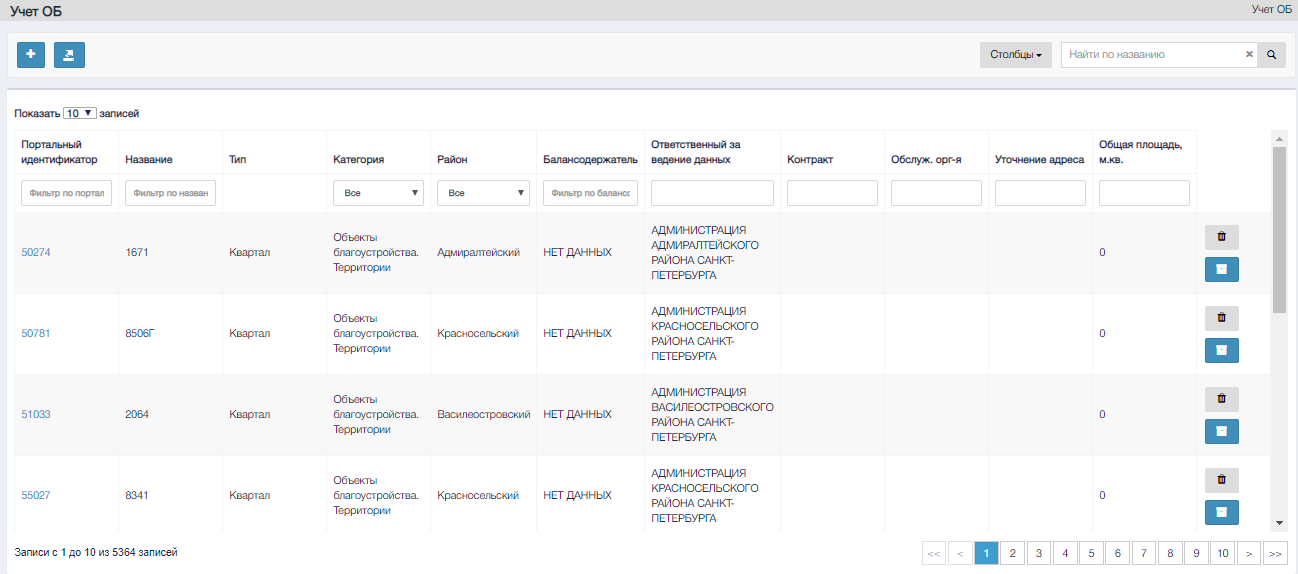 Учет ОБ
Учет ОБ
Столбцы
Найти по названию
Показать 10 записей
Портальный идентификатор
Название
Тип
Категория
Район
Балансодержатель
Ответственный за ведение данных
Контракт
Обслуж. орг-я
Уточнение адреса
Общая площадь, м.кв.
Фильтр по портал
Фильтр по назван
Все
Все
Фильтр по баланс
50274
1671
Квартал
Объекты благоустройства. Территории
Адмиралтейский
НЕТ ДАННЫХ
АДМИНИСТРАЦИЯ АДМИРАЛТЕЙСКОГО РАЙОНА САНКТ-ПЕТЕРБУРГА
0
50781
8506Г
Квартал
Объекты благоустройства. Территории
Красносельский
НЕТ ДАННЫХ
АДМИНИСТРАЦИЯ КРАСНОСЕЛЬСКОГО РАЙОНА САНКТ-ПЕТЕРБУРГА
0
51033
2064
Квартал
Объекты благоустройства. Территории
Василеостровский
НЕТ ДАННЫХ
АДМИНИСТРАЦИЯ ВАСИЛЕОСТРОВСКОГО РАЙОНА САНКТ-ПЕТЕРБУРГА
0
55027
8341
Квартал
Объекты благоустройства. Территории
Красносельский
НЕТ ДАННЫХ
АДМИНИСТРАЦИЯ КРАСНОСЕЛЬСКОГО РАЙОНА САНКТ-ПЕТЕРБУРГА
0
Записи с 1 до 10 из 5364 записей
<< < 1 2 3 4 5 6 7 8 9 10 > >>